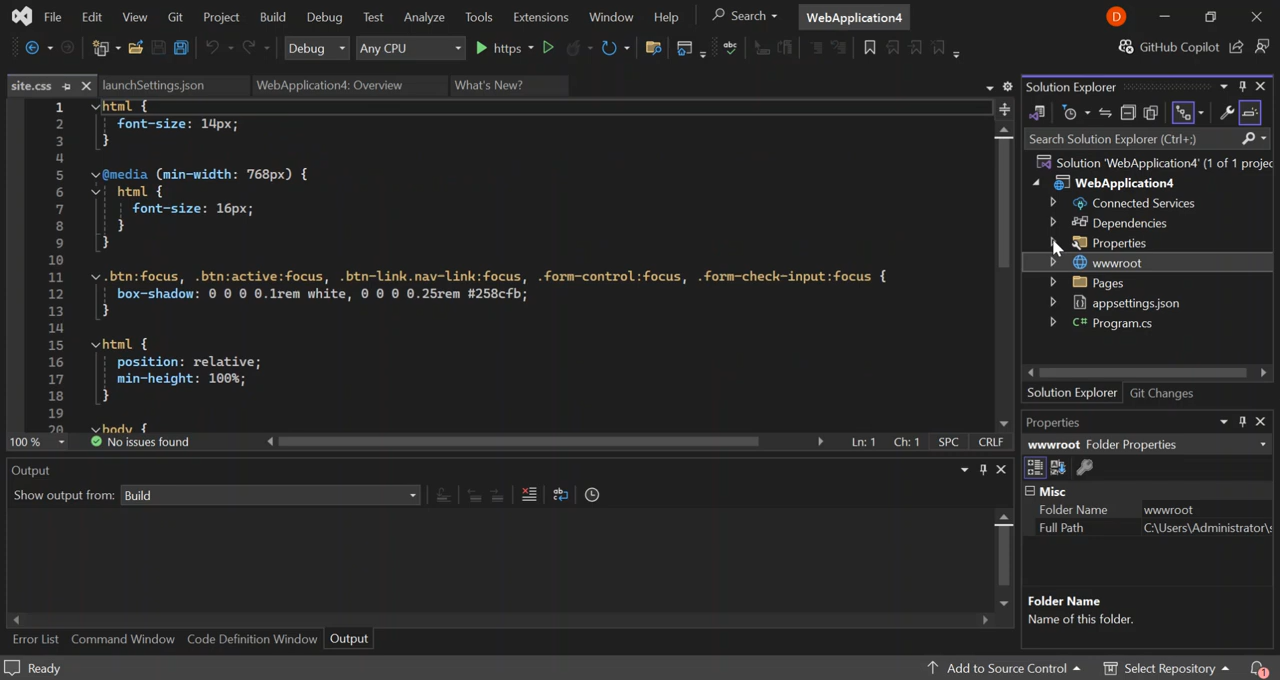 File Edit View Git Project Build Debug Test Analyze Tools Extensions Window Help Search WebApplication4 D
Debug Any CPU https GitHub Copilot
site.css launchSettings.json WebApplication4: Overview What's New?
1 html {
2 font-size: 14px;
3 }
4
5 @media (min-width: 768px) {
6 html {
7 font-size: 16px;
8 }
9 }
10
11 .btn:focus, .btn:active:focus, .btn-link.nav-link:focus, .form-control:focus, .form-check-input:focus {
12 box-shadow: 0 0 0 0.1rem white, 0 0 0 0.25rem #258cfb;
13 }
14
15 html {
16 position: relative;
17 min-height: 100%;
18 }
19
20 body {
100 % No issues found Ln: 1 Ch: 1 SPC CRLF
Output
Show output from: Build
Error List Command Window Code Definition Window Output
Solution Explorer
Search Solution Explorer (Ctrl+;)
Solution 'WebApplication4' (1 of 1 projec
WebApplication4
Connected Services
Dependencies
Properties
wwwroot
Pages
appsettings.json
C# Program.cs
Solution Explorer Git Changes
Properties
wwwroot Folder Properties
Misc
Folder Name wwwroot
Full Path C:\Users\Administrator\s
Folder Name
Name of this folder.
Ready Add to Source Control Select Repository 1